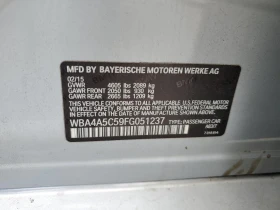 MFD BY BAYERISCHE MOTOREN WERKE AG
02/15
GVWR 4605 lbs 2089 kg
GAWR FRONT 2050 lbs 930 kg
GAWR REAR 2665 lbs 1209 kg
THIS VEHICLE CONFORMS TO ALL APPLICABLE
U.S. FEDERAL MOTOR VEHICLE SAFETY, BUMPER, AND
THEFT PREVENTION STANDARDS IN EFFECT ON THE
DATE OF MANUFACTURE SHOWN ABOVE.
WBA4A5C59FG051237 TYPE: PASSENGER CAR